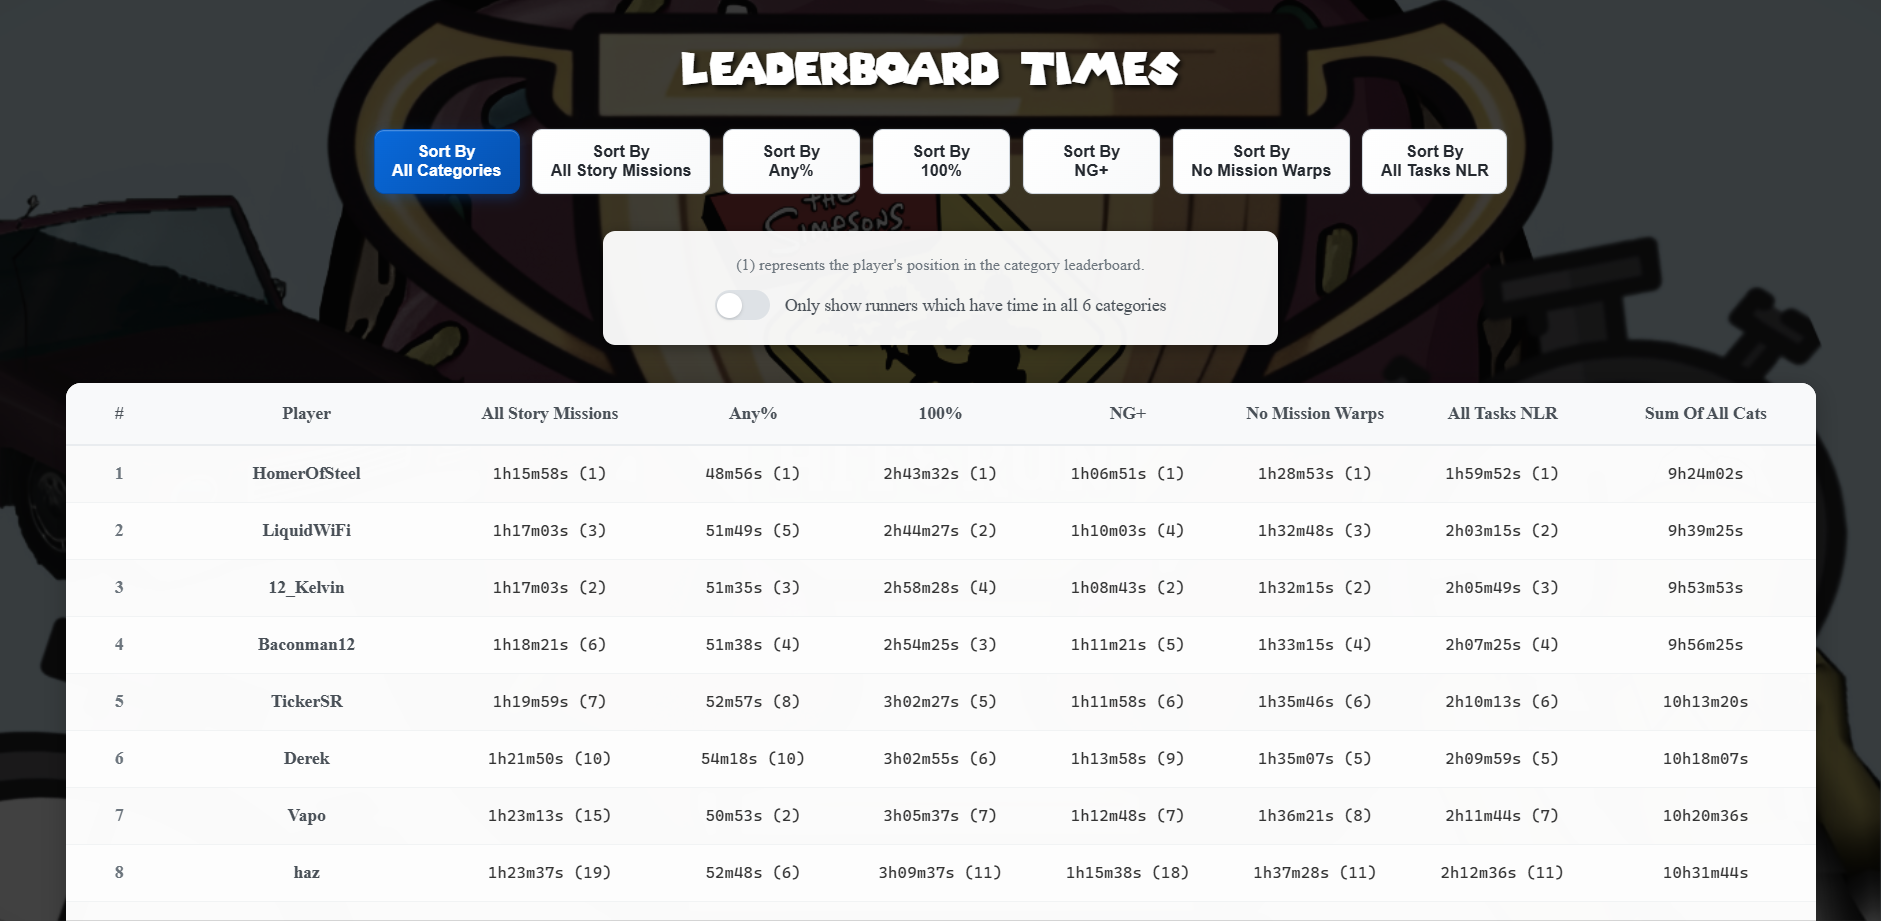 LEADERBOARD TIMES
Sort By
All Categories
Sort By
All Story Missions
Sort By
Any%
Sort By
100%
Sort By
NG+
Sort By
No Mission Warps
Sort By
All Tasks NLR
THE
SIMPSONS
(1) represents the player's position in the category leaderboard.
Only show runners which have time in all 6 categories
# Player All Story Missions Any% 100% NG+ No Mission Warps All Tasks NLR Sum Of All Cats
1 HomerOfSteel 1h15m58s (1) 48m56s (1) 2h43m32s (1) 1h06m51s (1) 1h28m53s (1) 1h59m52s (1) 9h24m02s
2 LiquidWiFi 1h17m03s (3) 51m49s (5) 2h44m27s (2) 1h10m03s (4) 1h32m48s (3) 2h03m15s (2) 9h39m25s
3 12_Kelvin 1h17m03s (2) 51m35s (3) 2h58m28s (4) 1h08m43s (2) 1h32m15s (2) 2h05m49s (3) 9h53m53s
4 Baconman12 1h18m21s (6) 51m38s (4) 2h54m25s (3) 1h11m21s (5) 1h33m15s (4) 2h07m25s (4) 9h56m25s
5 TickerSR 1h19m59s (7) 52m57s (8) 3h02m27s (5) 1h11m58s (6) 1h35m46s (6) 2h10m13s (6) 10h13m20s
6 Derek 1h21m50s (10) 54m18s (10) 3h02m55s (6) 1h13m58s (9) 1h35m07s (5) 2h09m59s (5) 10h18m07s
7 Vapo 1h23m13s (15) 50m53s (2) 3h05m37s (7) 1h12m48s (7) 1h36m21s (8) 2h11m44s (7) 10h20m36s
8 haz 1h23m37s (19) 52m48s (6) 3h09m37s (11) 1h15m38s (18) 1h37m28s (11) 2h12m36s (11) 10h31m44s